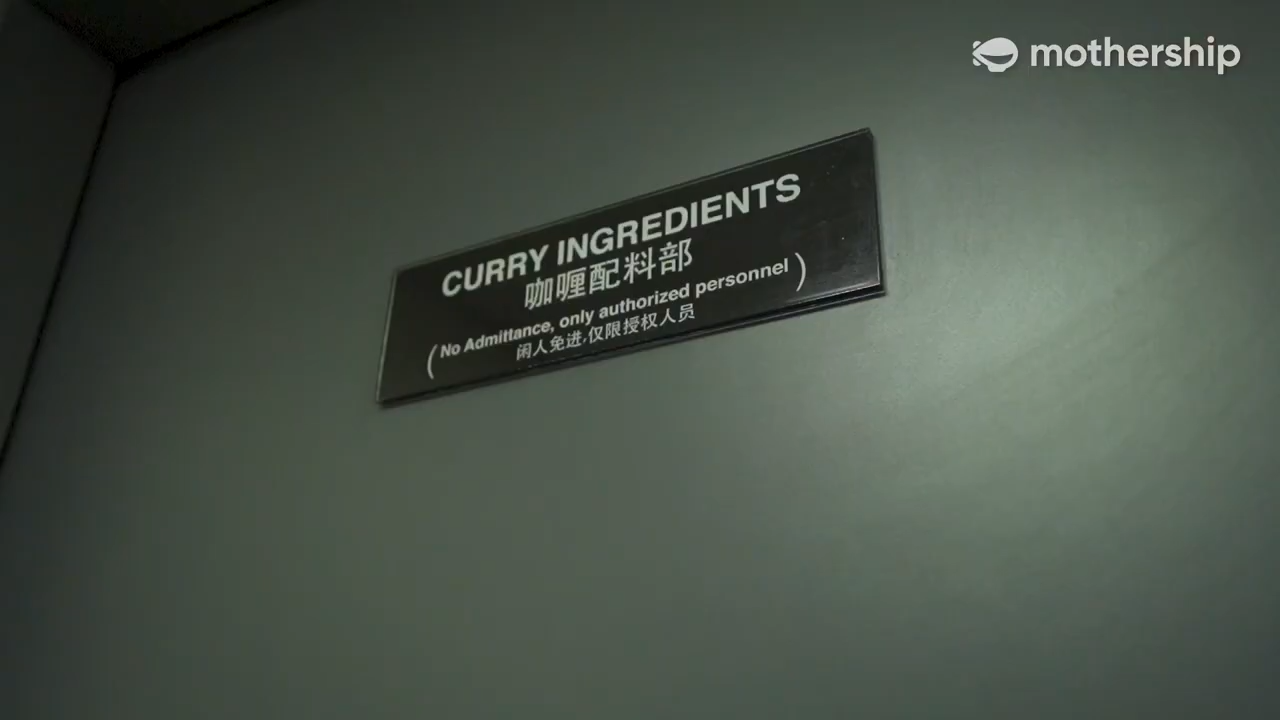 mothership
CURRY INGREDIENTS
咖喱配料部
(No Admittance, only authorized personnel)
闲人免进,仅限授权人员